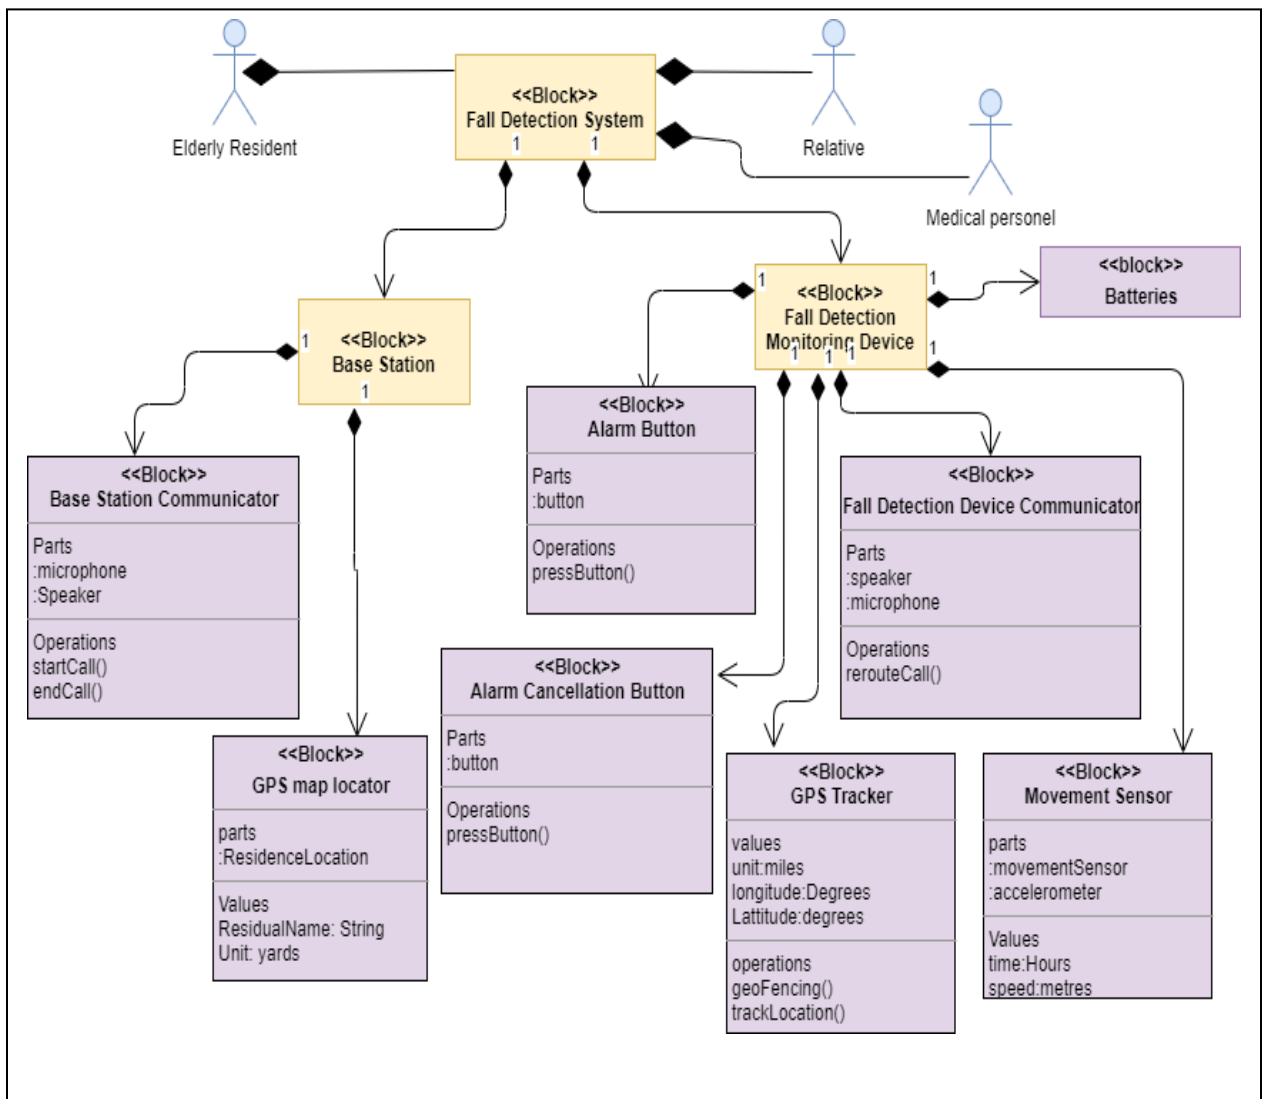 <<Block>>
Fall Detection System
1
1
Elderly Resident
Relative
Medical personel
<<Block>>
Base Station
1
1
<<Block>>
Fall Detection
Monitoring Device
1
1
1
1
1
1
<<block>>
Batteries
<<Block>>
Base Station Communicator
Parts
:microphone
:Speaker
Operations
startCall()
endCall()
<<Block>>
GPS map locator
parts
:ResidenceLocation
Values
ResidualName: String
Unit: yards
<<Block>>
Alarm Button
Parts
:button
Operations
pressButton()
<<Block>>
Alarm Cancellation Button
Parts
:button
Operations
pressButton()
<<Block>>
Fall Detection Device Communicator
Parts
:speaker
:microphone
Operations
rerouteCall()
<<Block>>
GPS Tracker
values
unit:miles
longitude:Degrees
Lattitude:degrees
operations
geoFencing()
trackLocation()
<<Block>>
Movement Sensor
parts
:movementSensor
:accelerometer
Values
time:Hours
speed:metres